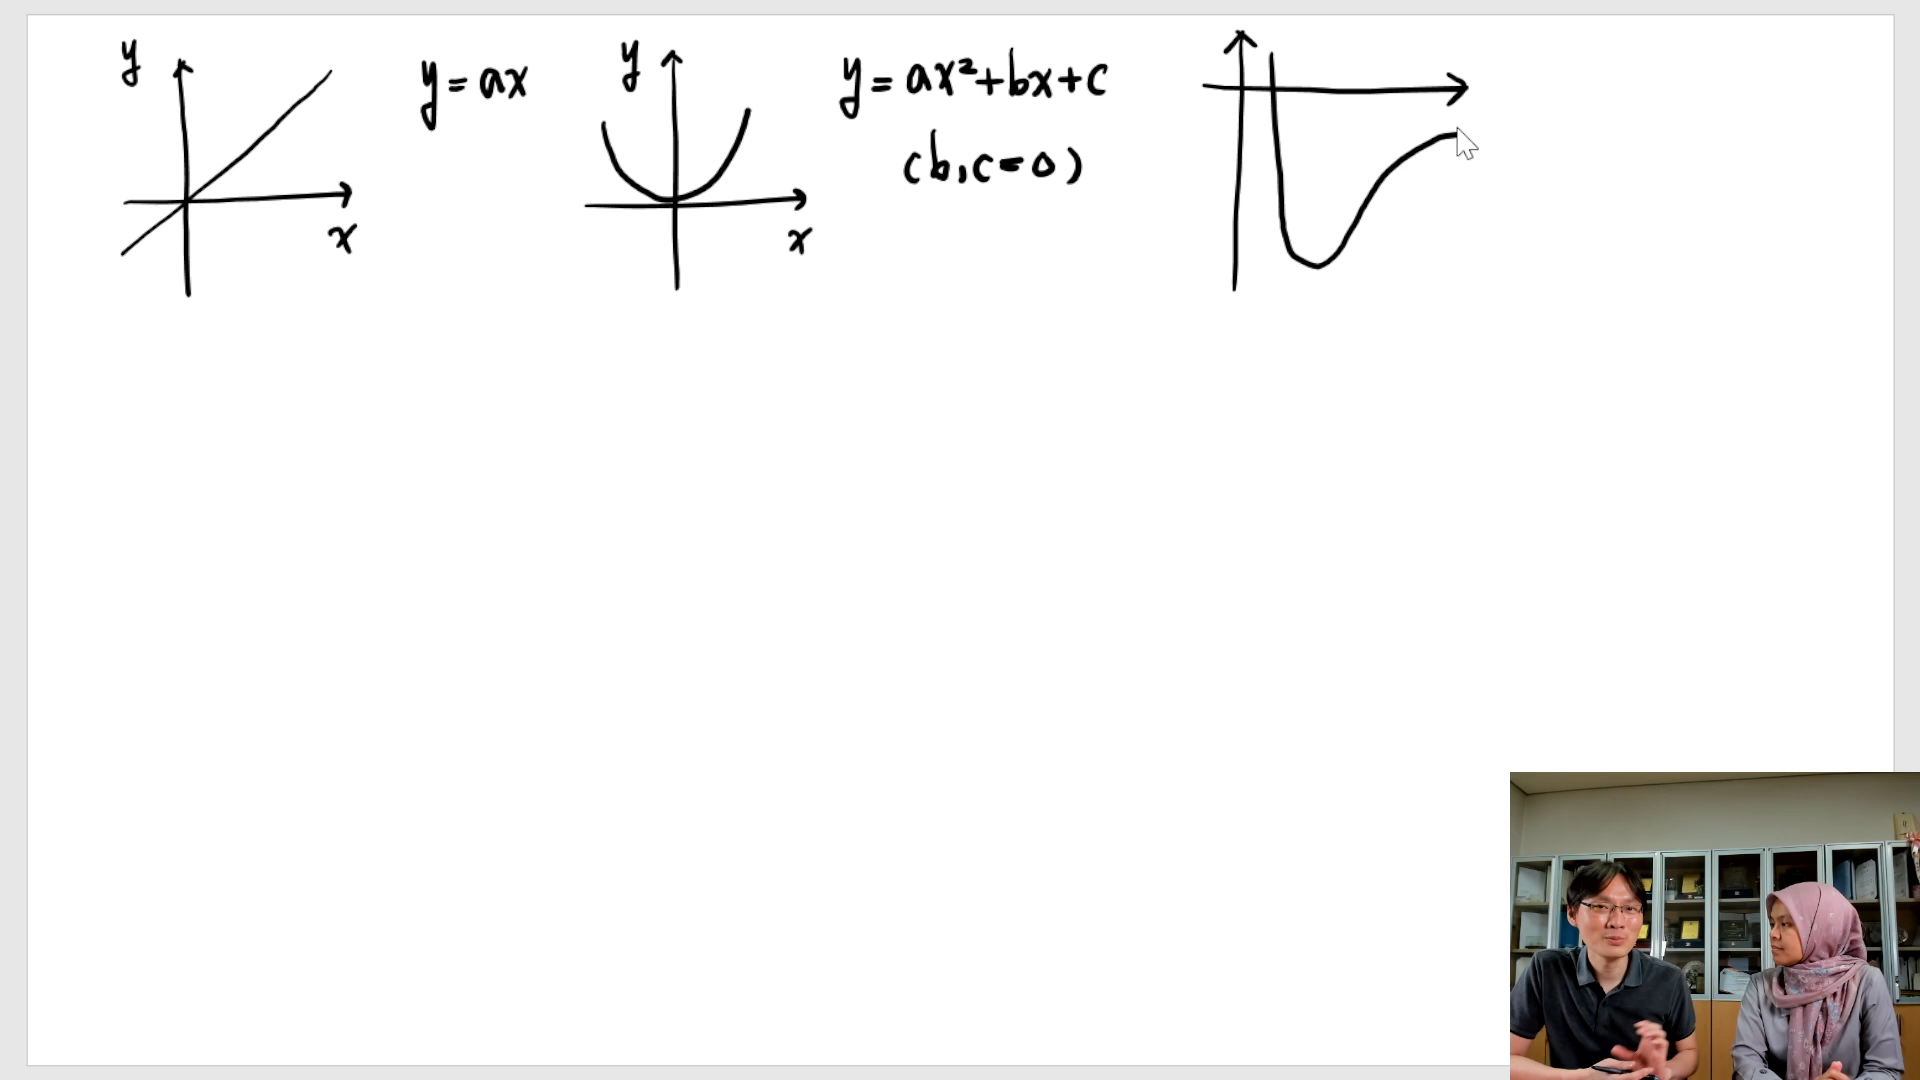 y
x
y = ax
y
x
y = ax²+bx+c
(b,c=0)